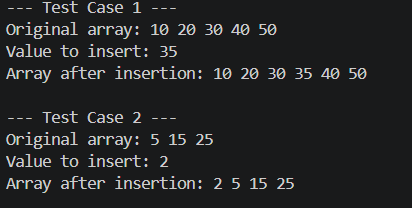 --- Test Case 1 ---
Original array: 10 20 30 40 50
Value to insert: 35
Array after insertion: 10 20 30 35 40 50
--- Test Case 2 ---
Original array: 5 15 25
Value to insert: 2
Array after insertion: 2 5 15 25